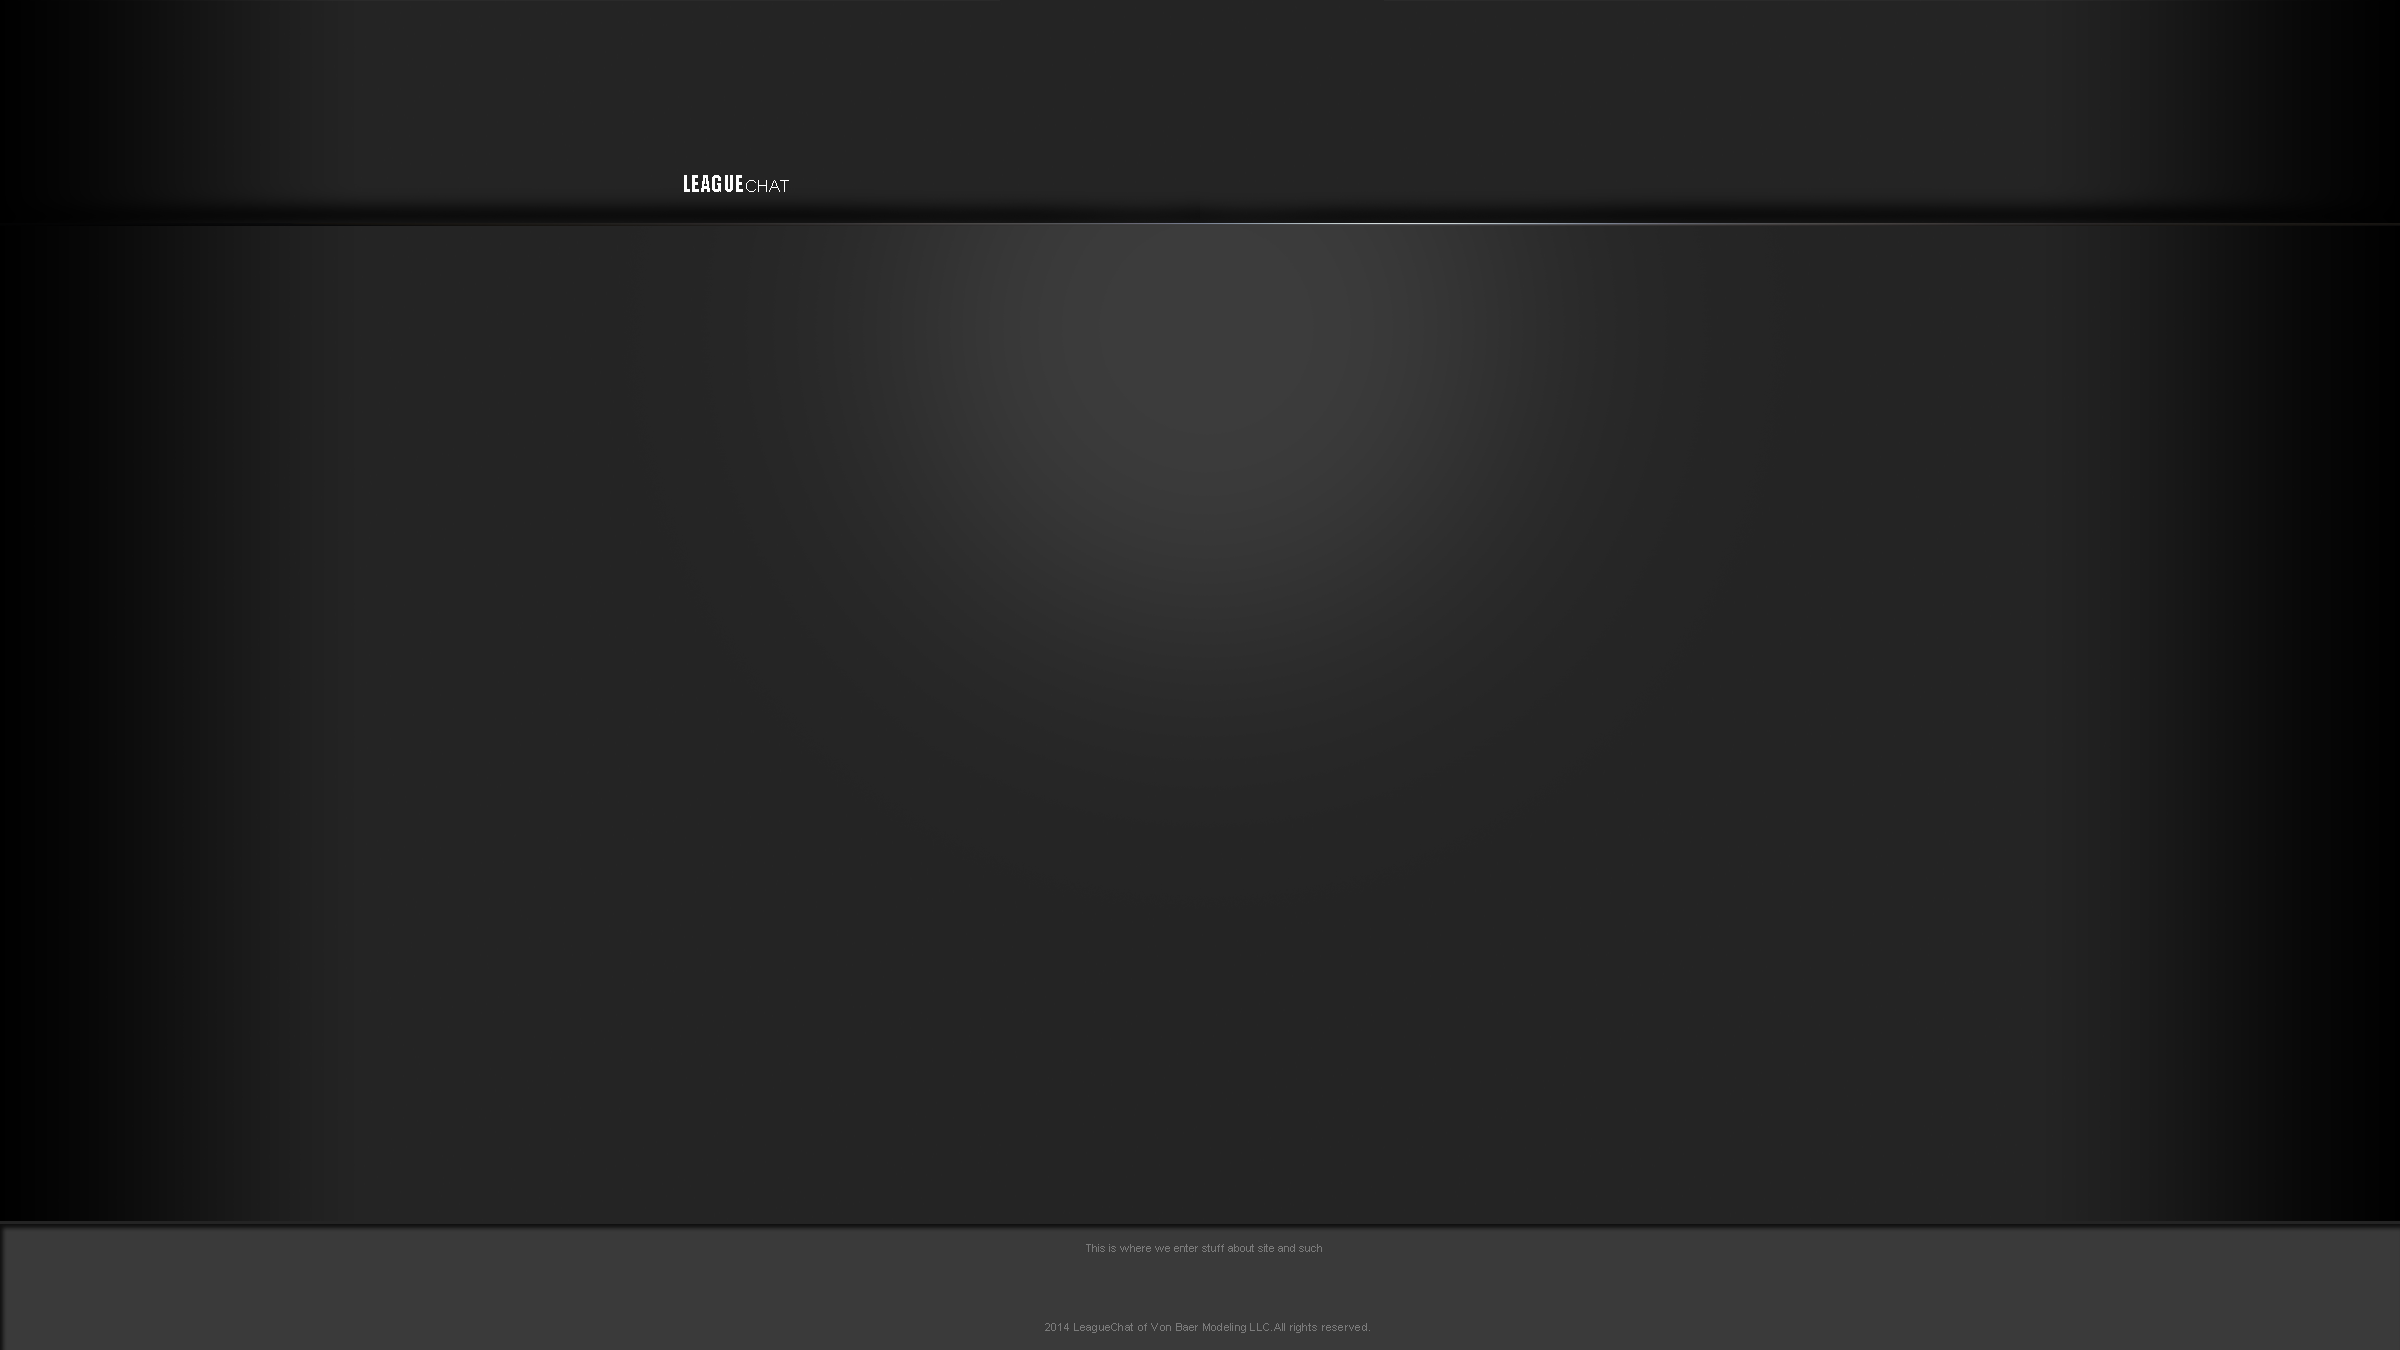 LEAGUECHAT
This is where we enter stuff about site and such
2014 LeagueChat of Von Baer Modeling LLC.All rights reserved.